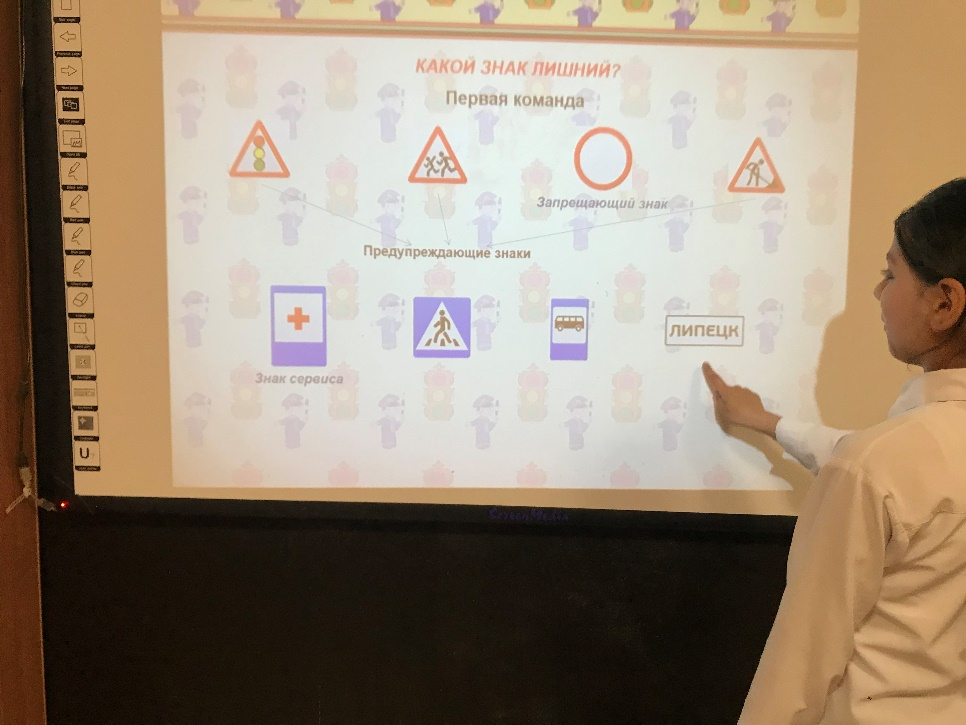 КАКОЙ ЗНАК ЛИШНИЙ?
Первая команда
Запрещающий знак
Предупреждающие знаки
ЛИПЕЦК
Знак сервиса